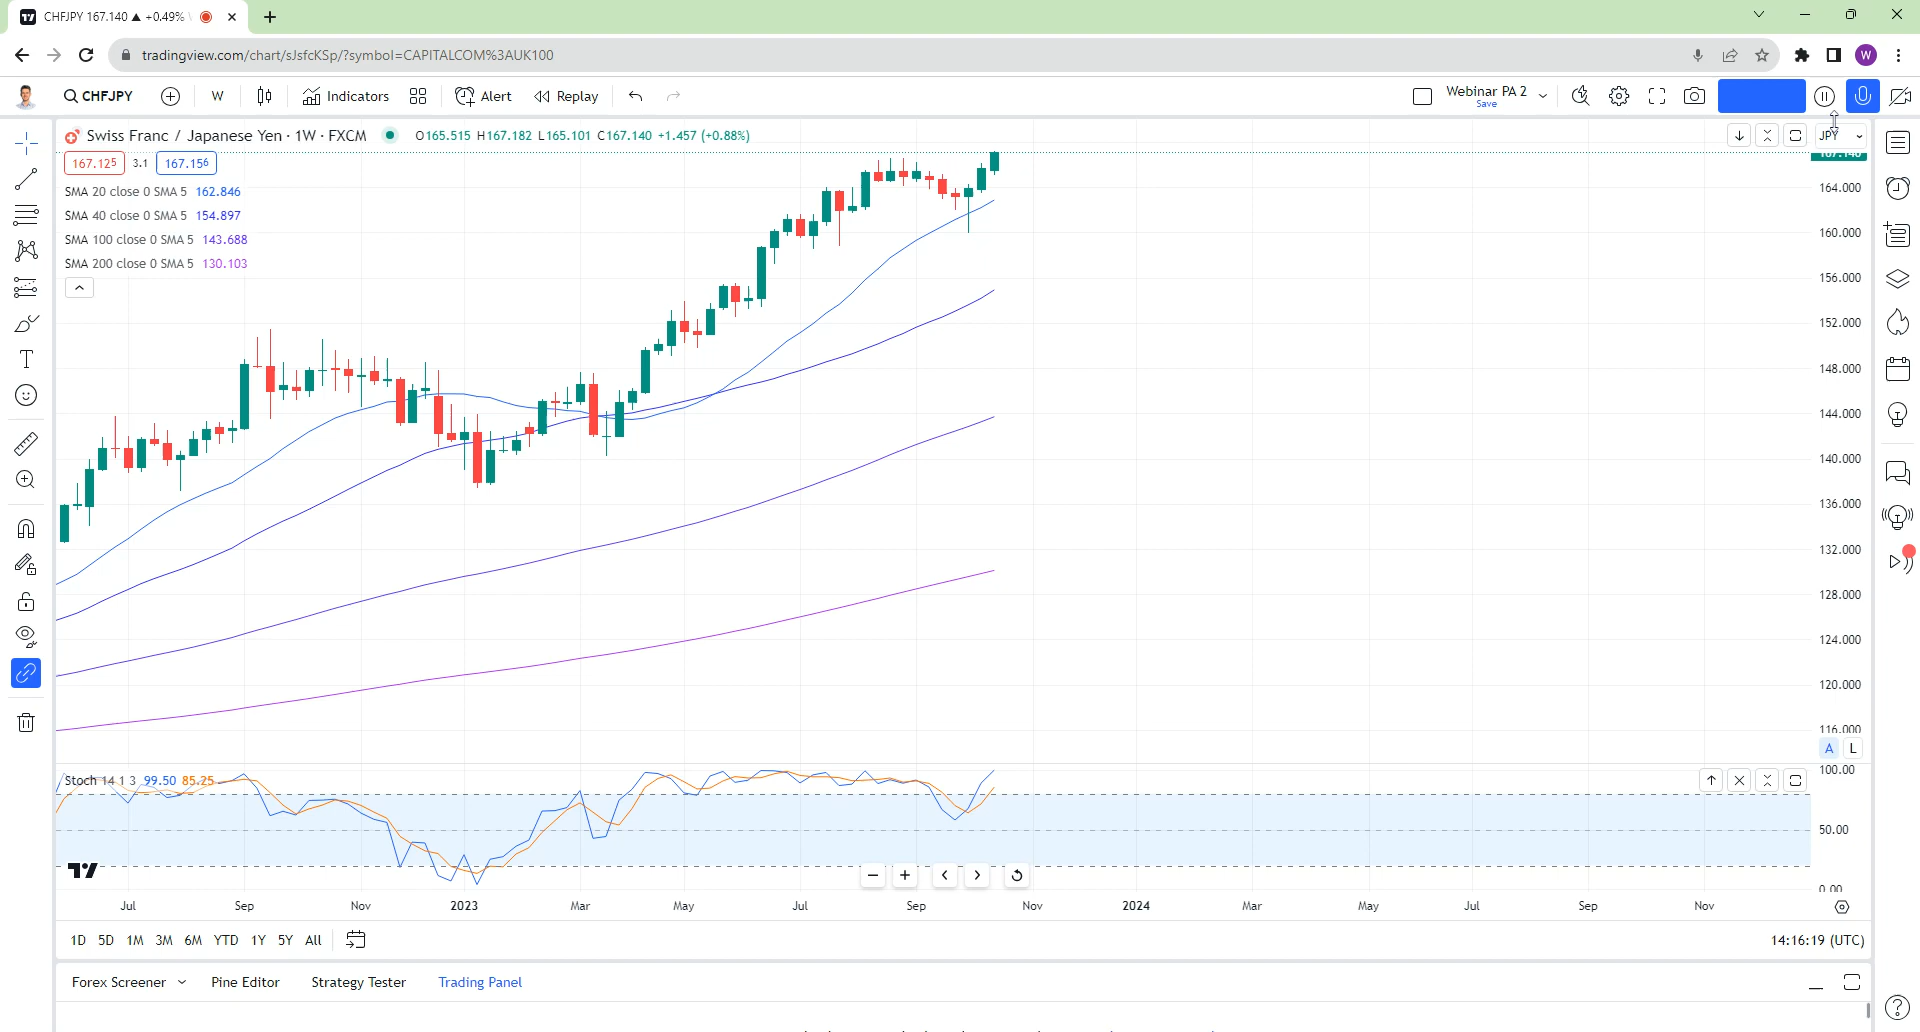 CHFJPY 167.140 ▲ +0.49%
tradingview.com/chart/sJsfcKSp/?symbol=CAPITALCOM%3AUK100
W
CHFJPY
W
Indicators
Alert
Replay
Webinar PA 2
Save
Swiss Franc / Japanese Yen · 1W · FXCM
O165.515 H167.182 L165.101 C167.140 +1.457 (+0.88%)
JPY
167.125 3.1 167.156
167.140
SMA 20 close 0 SMA 5 162.846
SMA 40 close 0 SMA 5 154.897
SMA 100 close 0 SMA 5 143.688
SMA 200 close 0 SMA 5 130.103
164.000
160.000
156.000
152.000
148.000
144.000
140.000
136.000
132.000
128.000
124.000
120.000
116.000
A L
Stoch 14 1 3 99.50 85.25
100.00
50.00
0.00
Jul Sep Nov 2023 Mar May Jul Sep Nov 2024 Mar May Jul Sep Nov
1D 5D 1M 3M 6M YTD 1Y 5Y All
14:16:19 (UTC)
Forex Screener Pine Editor Strategy Tester Trading Panel